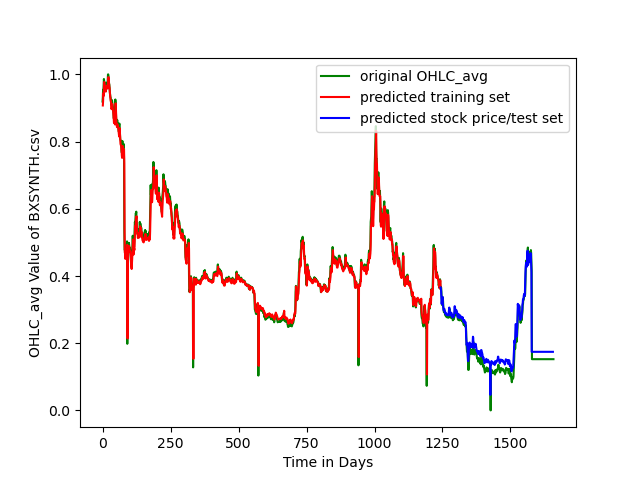 original OHLC_avg
predicted training set
predicted stock price/test set
1.0
0.8
0.6
0.4
0.2
0.0
OHLC_avg Value of BXSYNTH.csv
0 250 500 750 1000 1250 1500
Time in Days